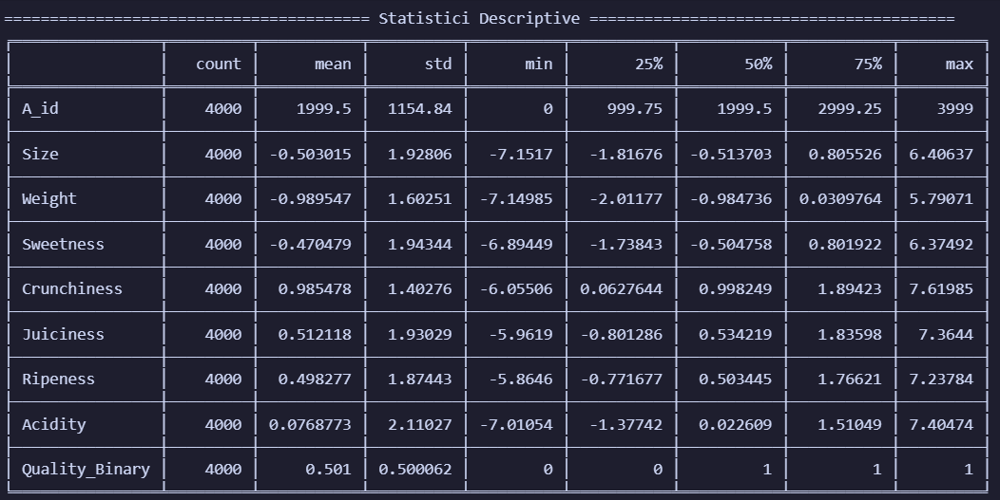 ======================================== Statistici Descriptive ========================================
count mean std min 25% 50% 75% max
A_id 4000 1999.5 1154.84 0 999.75 1999.5 2999.25 3999
Size 4000 -0.503015 1.92806 -7.1517 -1.81676 -0.513703 0.805526 6.40637
Weight 4000 -0.989547 1.60251 -7.14985 -2.01177 -0.984736 0.0309764 5.79071
Sweetness 4000 -0.470479 1.94344 -6.89449 -1.73843 -0.504758 0.801922 6.37492
Crunchiness 4000 0.985478 1.40276 -6.05506 0.0627644 0.998249 1.89423 7.61985
Juiciness 4000 0.512118 1.93029 -5.9619 -0.801286 0.534219 1.83598 7.3644
Ripeness 4000 0.498277 1.87443 -5.8646 -0.771677 0.503445 1.76621 7.23784
Acidity 4000 0.0768773 2.11027 -7.01054 -1.37742 0.022609 1.51049 7.40474
Quality_Binary 4000 0.501 0.500062 0 0 1 1 1